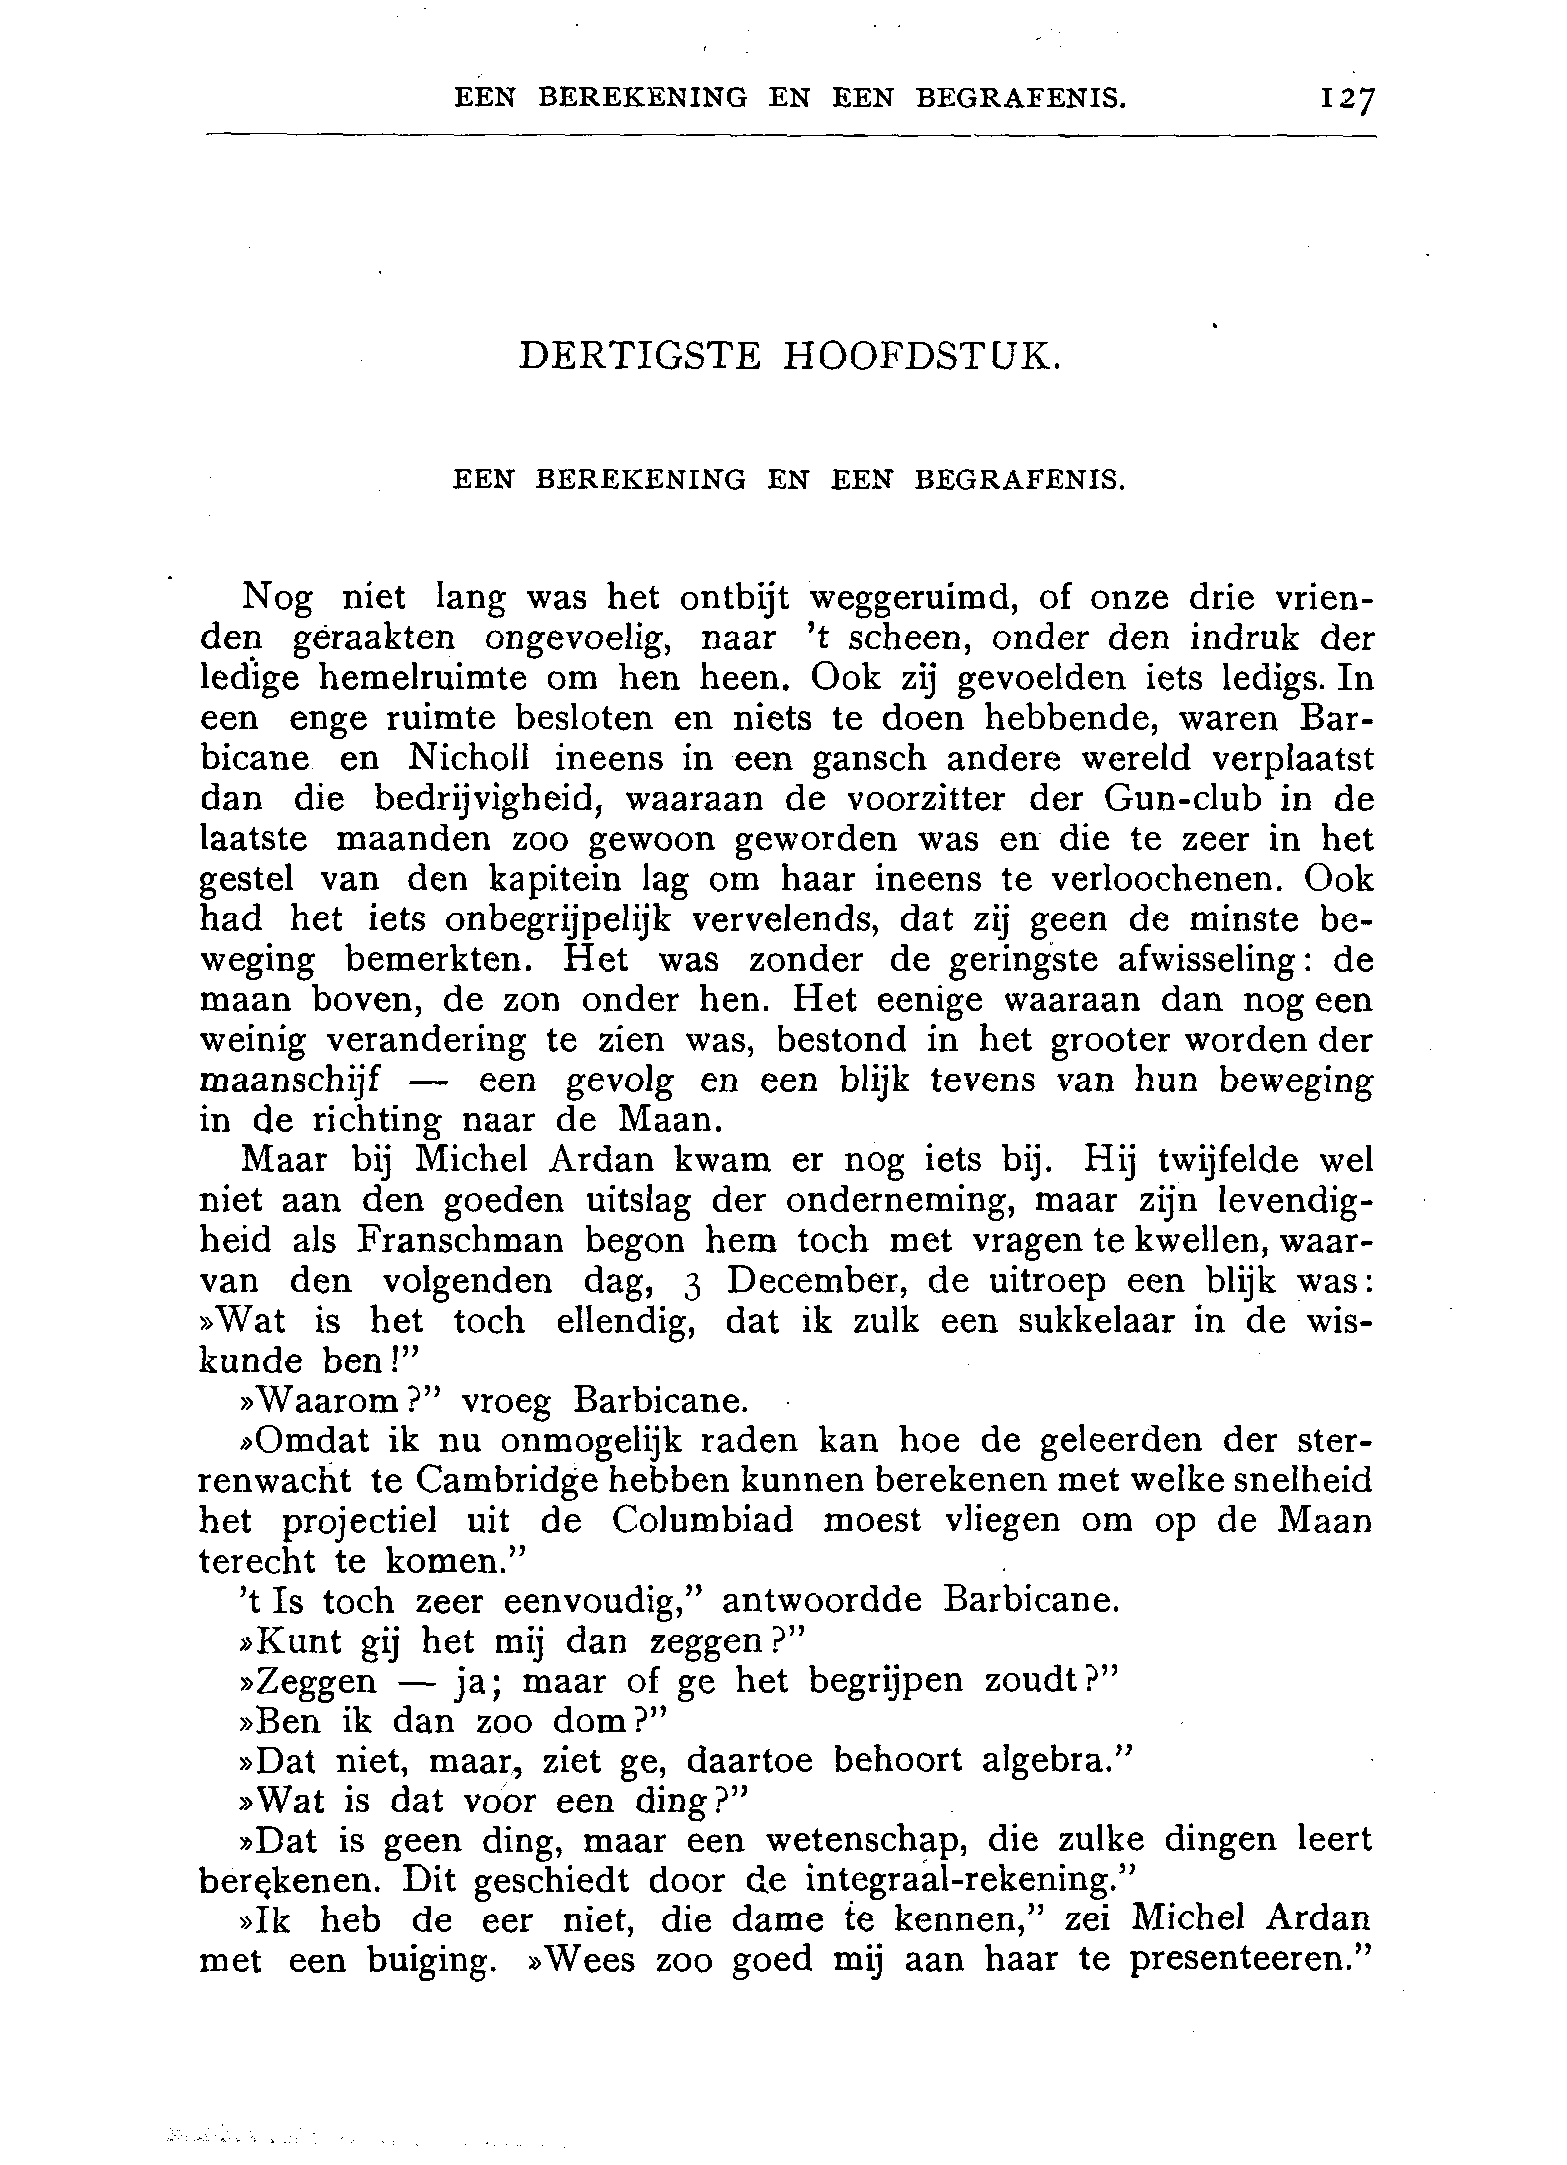 EEN BEREKENING EN EEN BEGRAFENIS. 127
DERTIGSTE HOOFDSTUK.
EEN BEREKENING EN EEN BEGRAFENIS.
Nog niet lang was het ontbijt weggeruimd, of onze drie vrien-
den geraakten ongevoelig, naar ’t scheen, onder den indruk der
ledige hemelruimte om hen heen. Ook zij gevoelden iets ledigs. In
een enge ruimte besloten en niets te doen hebbende, waren Bar-
bicane en Nicholl ineens in een gansch andere wereld verplaatst
dan die bedrijvigheid, waaraan de voorzitter der Gun-club in de
laatste maanden zoo gewoon geworden was en die te zeer in het
gestel van den kapitein lag om haar ineens te verloochenen. Ook
had het iets onbegrijpelijk vervelends, dat zij geen de minste be-
weging bemerkten. Het was zonder de geringste afwisseling: de
maan boven, de zon onder hen. Het eenige waaraan dan nog een
weinig verandering te zien was, bestond in het grooter worden der
maanschijf — een gevolg en een blijk tevens van hun beweging
in de richting naar de Maan.
Maar bij Michel Ardan kwam er nog iets bij. Hij twijfelde wel
niet aan den goeden uitslag der onderneming, maar zijn levendig-
heid als Franschman begon hem toch met vragen te kwellen, waar-
van den volgenden dag, 3 December, de uitroep een blijk was:
»Wat is het toch ellendig, dat ik zulk een sukkelaar in de wis-
kunde ben!”
»Waarom?” vroeg Barbicane.
»Omdat ik nu onmogelijk raden kan hoe de geleerden der ster-
renwacht te Cambridge hebben kunnen berekenen met welke snelheid
het projectiel uit de Columbiad moest vliegen om op de Maan
terecht te komen.”
’t Is toch zeer eenvoudig,” antwoordde Barbicane.
»Kunt gij het mij dan zeggen?”
»Zeggen — ja; maar of ge het begrijpen zoudt?”
»Ben ik dan zoo dom?”
»Dat niet, maar, ziet ge, daartoe behoort algebra.”
»Wat is dat voor een ding?”
»Dat is geen ding, maar een wetenschap, die zulke dingen leert
berekenen. Dit geschiedt door de integraal-rekening.”
»Ik heb de eer niet, die dame te kennen,” zei Michel Ardan
met een buiging. »Wees zoo goed mij aan haar te presenteeren.”